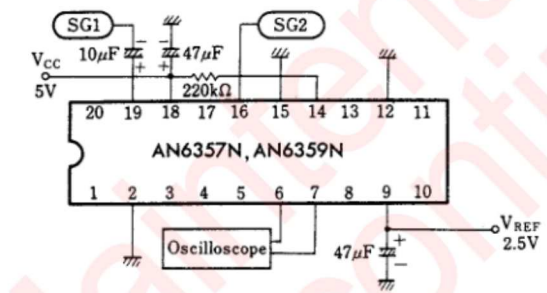 SG1
SG2
10μF
47μF
VCC
5V
220kΩ
20 19 18 17 16 15 14 13 12 11
AN6357N, AN6359N
1 2 3 4 5 6 7 8 9 10
Oscilloscope
47μF
VREF
2.5V